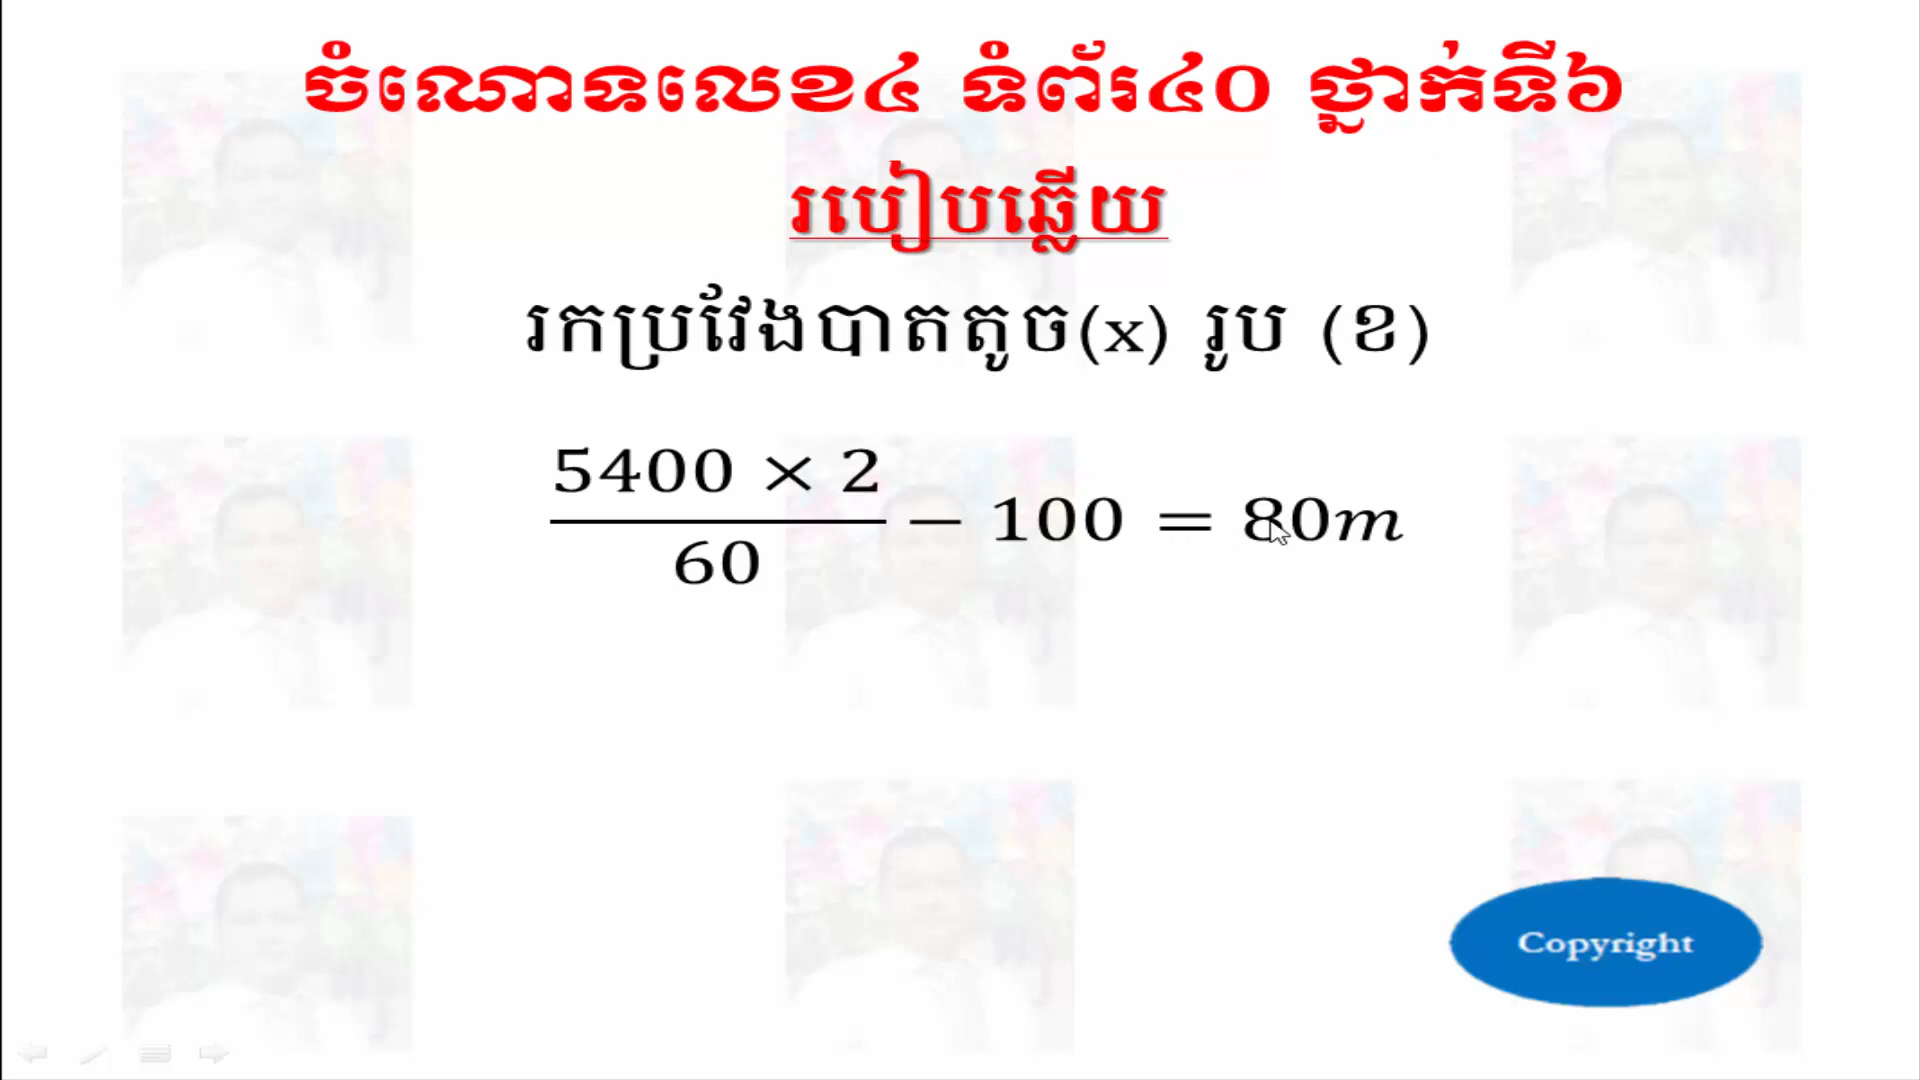 ចំណោទលេខ៤ ទំព័រ៤០ ថ្នាក់ទី៦
របៀបឆ្លើយ
រកប្រវែងបាតតូច(x) រូប (ខ)
5400 × 2
60
− 100 = 80m
Copyright